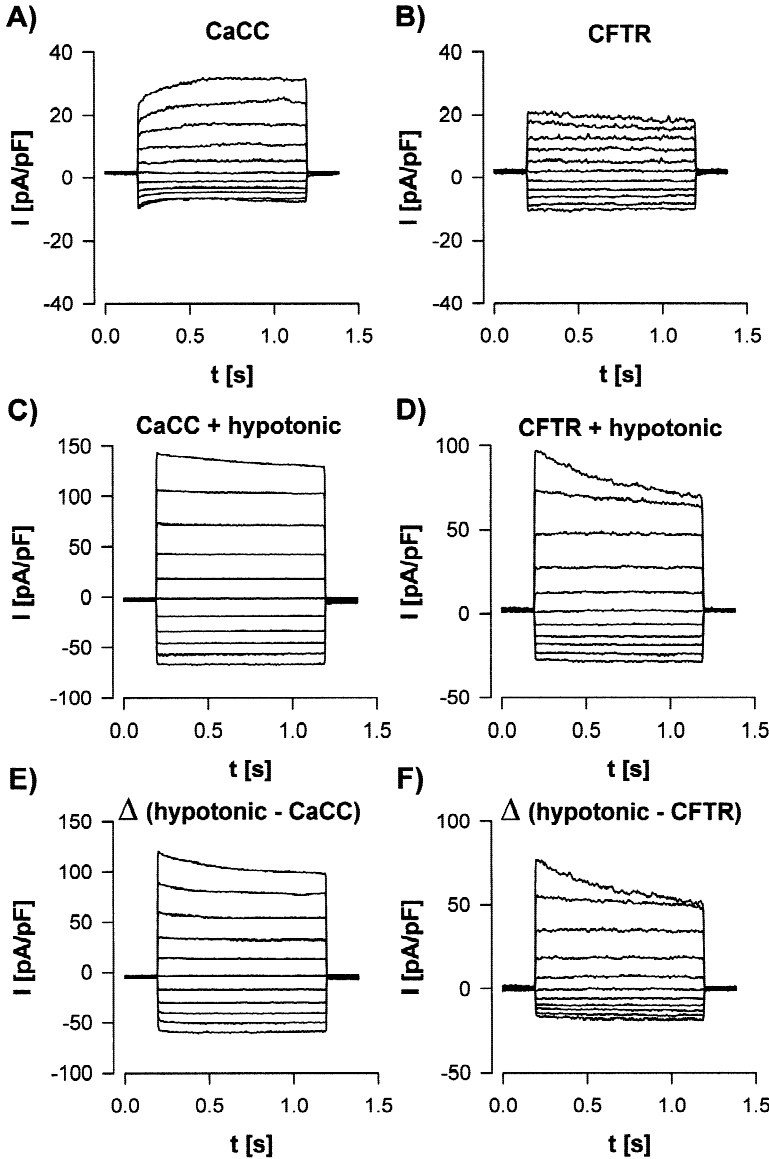 A)
CaCC
40
20
0
-20
-40
I [pA/pF]
0.0 0.5 1.0 1.5
t [s]
B)
CFTR
40
20
0
-20
-40
I [pA/pF]
0.0 0.5 1.0 1.5
t [s]
C)
CaCC + hypotonic
150
100
50
0
-50
-100
I [pA/pF]
0.0 0.5 1.0 1.5
t [s]
D)
CFTR + hypotonic
100
50
0
-50
I [pA/pF]
0.0 0.5 1.0 1.5
t [s]
E)
Δ (hypotonic - CaCC)
150
100
50
0
-50
-100
I [pA/pF]
0.0 0.5 1.0 1.5
t [s]
F)
Δ (hypotonic - CFTR)
100
50
0
-50
I [pA/pF]
0.0 0.5 1.0 1.5
t [s]